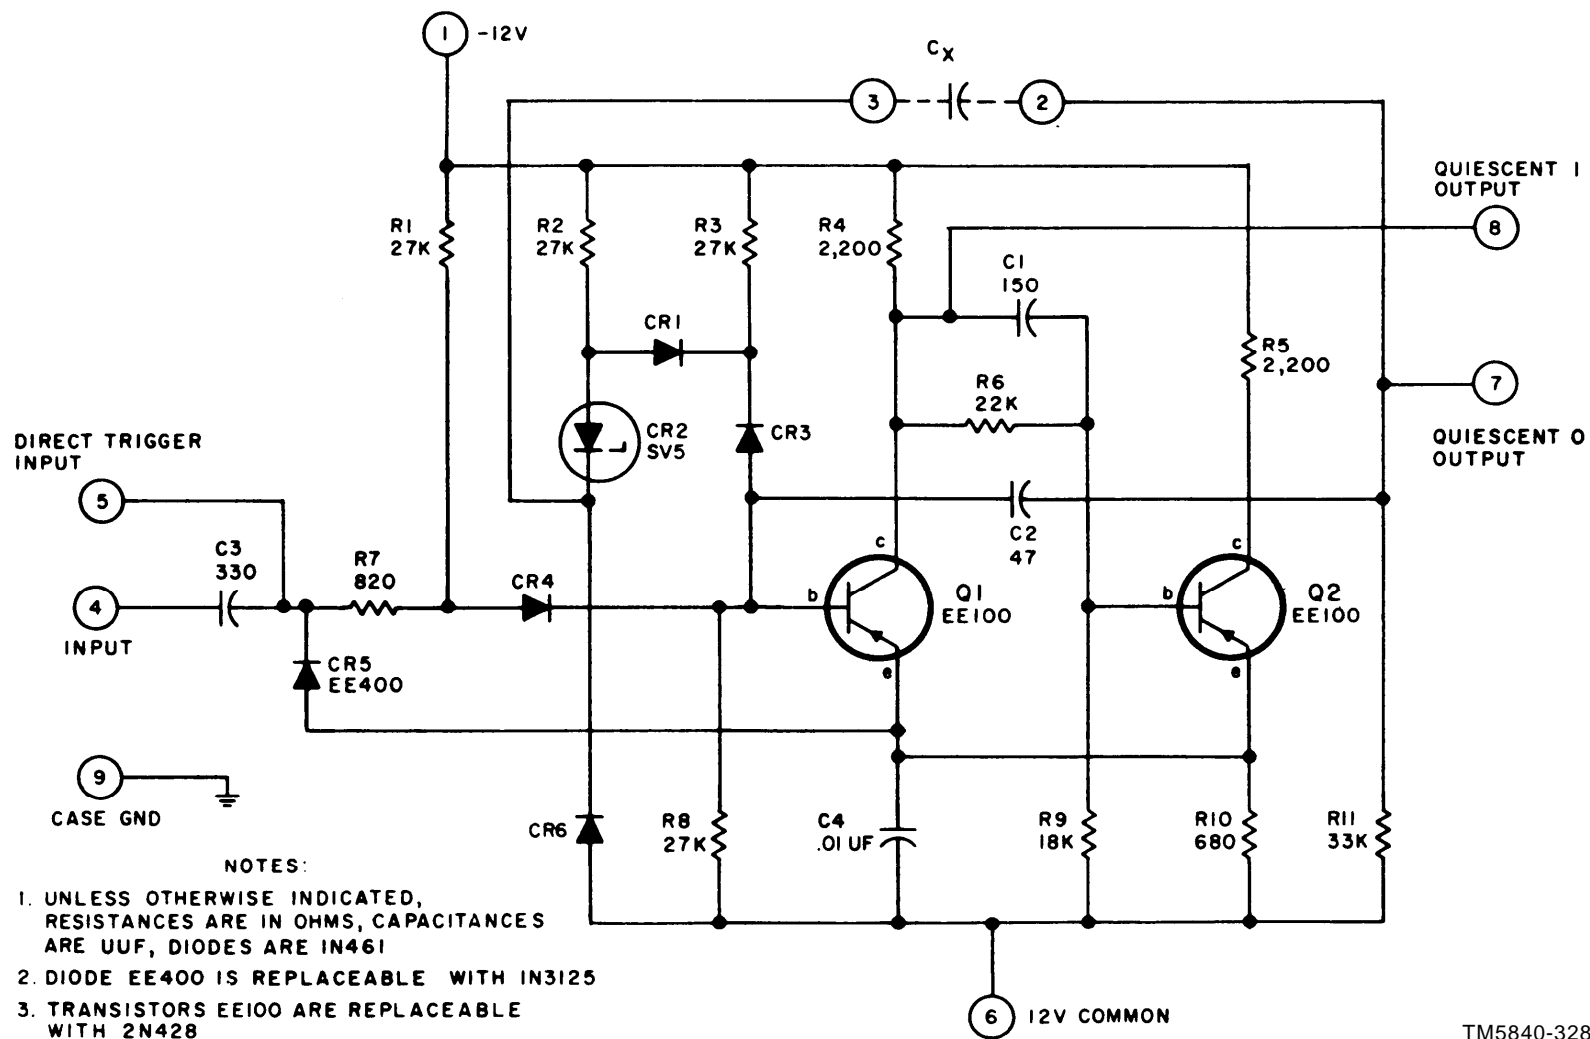 1 -12V
CX
3 2
QUIESCENT 1
OUTPUT
8
R1
27K
R2
27K
R3
27K
R4
2,200
C1
150
CR1
R5
2,200
R6
22K
7
QUIESCENT 0
OUTPUT
CR2
SV5
CR3
DIRECT TRIGGER
INPUT
5
C2
47
c
c
C3
330
R7
820
CR4
b
Q1
EE100
b
Q2
EE100
4
INPUT
CR5
EE400
e
e
9
CASE GND
CR6
R8
27K
C4
.01UF
R9
18K
R10
680
R11
33K
NOTES:
1. UNLESS OTHERWISE INDICATED,
RESISTANCES ARE IN OHMS, CAPACITANCES
ARE UUF, DIODES ARE IN461
2. DIODE EE400 IS REPLACEABLE WITH IN3125
3. TRANSISTORS EE100 ARE REPLACEABLE
WITH 2N428
6 12V COMMON
TM5840-328